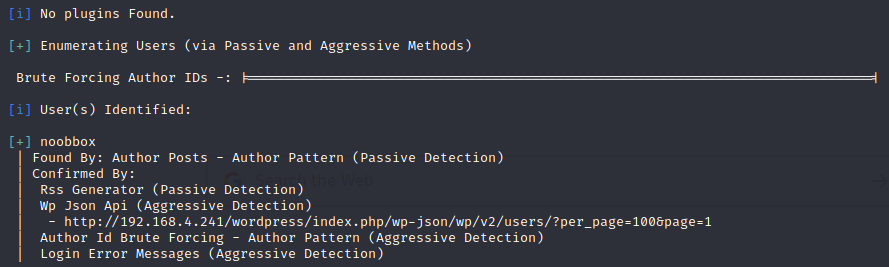 [i] No plugins Found.
[+] Enumerating Users (via Passive and Aggressive Methods)
Brute Forcing Author IDs -: |==============================================================================|
[i] User(s) Identified:
[+] noobbox
| Found By: Author Posts - Author Pattern (Passive Detection)
| Confirmed By:
|  Rss Generator (Passive Detection)
|  Wp Json Api (Aggressive Detection)
|   - http://192.168.4.241/wordpress/index.php/wp-json/wp/v2/users/?per_page=100&page=1
|  Author Id Brute Forcing - Author Pattern (Aggressive Detection)
|  Login Error Messages (Aggressive Detection)
Search the Web